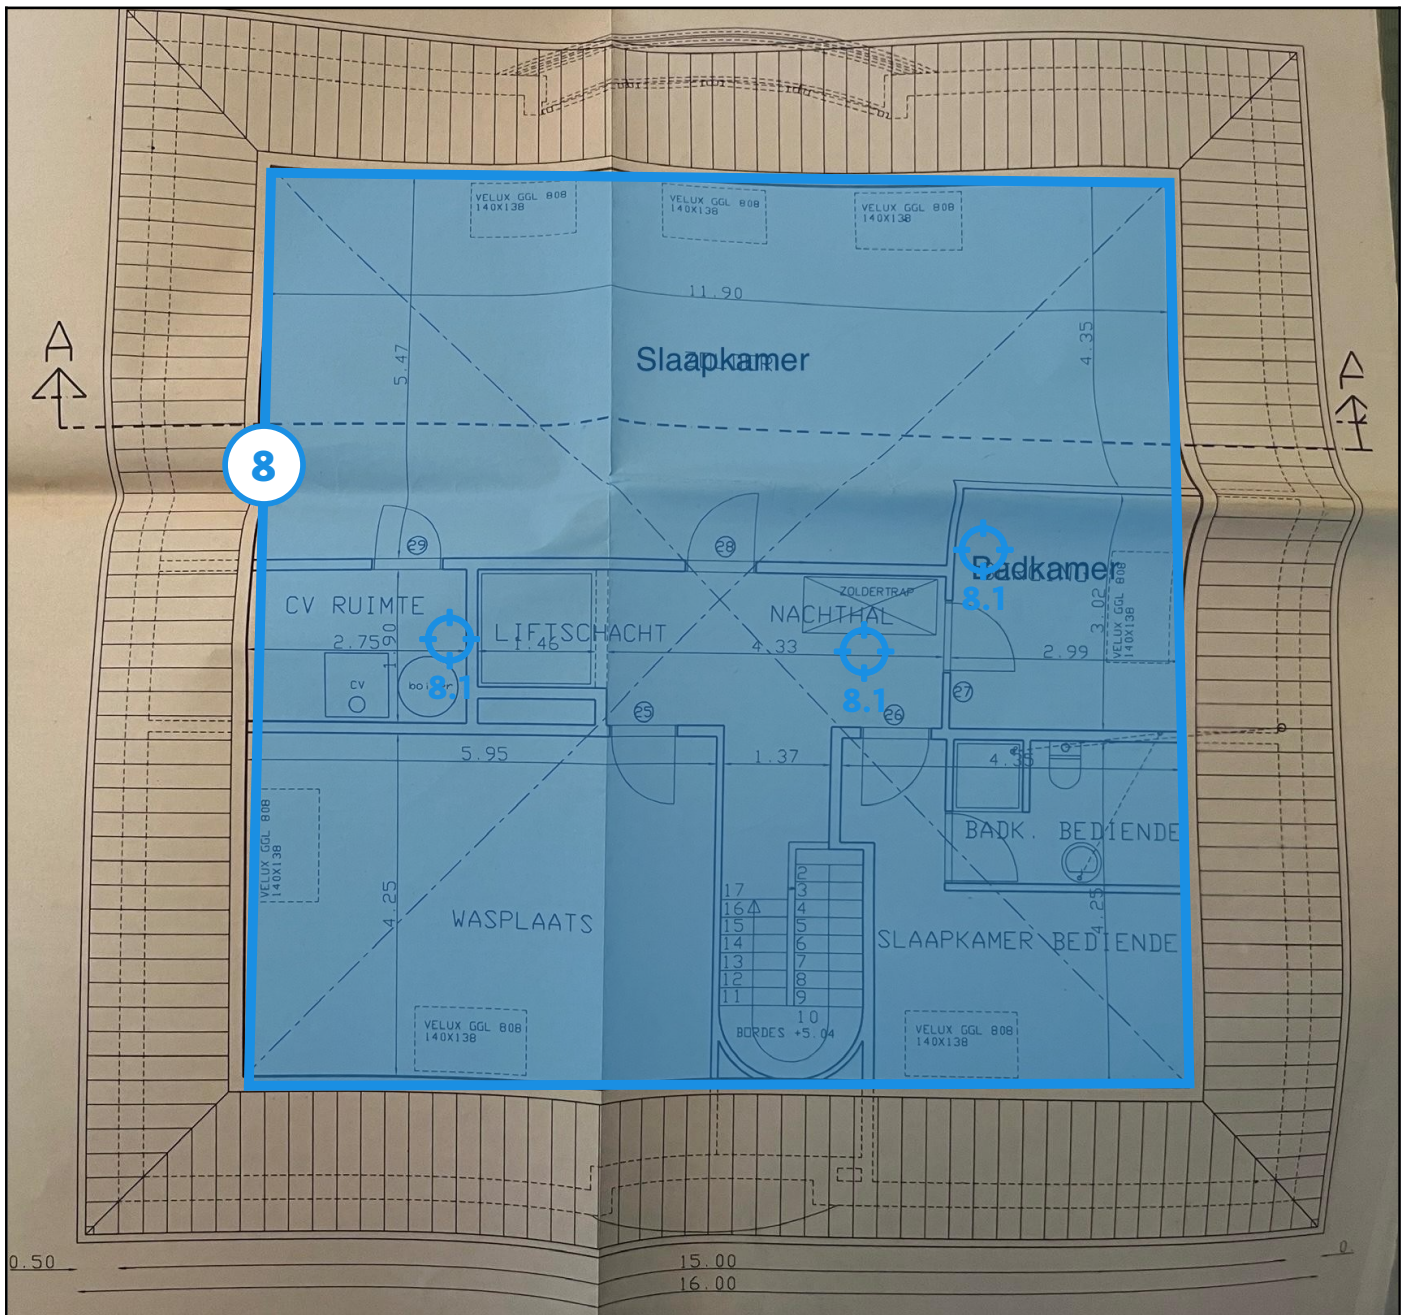 VELUX GGL 808
140X138
VELUX GGL 808
140X138
VELUX GGL 808
140X138
11.90
A
A
5.47
4.35
Slaapkamer
8
29
28
8.1
Badkamer
ZOLDERTRAP
CV RUIMTE
LIFTSCHACHT
NACHTHAL
3.02
VELUX GGL 808
140X138
2.75
1.90
1.46
4.33
2.99
CV
boiler
8.1
8.1
27
25
26
5.95
1.37
4.35
VELUX GGL 808
140X138
BADK. BEDIENDE
4.25
WASPLAATS
17
16
15
14
13
12
11
2
3
4
5
6
7
8
9
10
BORDES +5.04
SLAAPKAMER BEDIENDE
4.25
VELUX GGL 808
140X138
VELUX GGL 808
140X138
0.50
15.00
16.00
0.